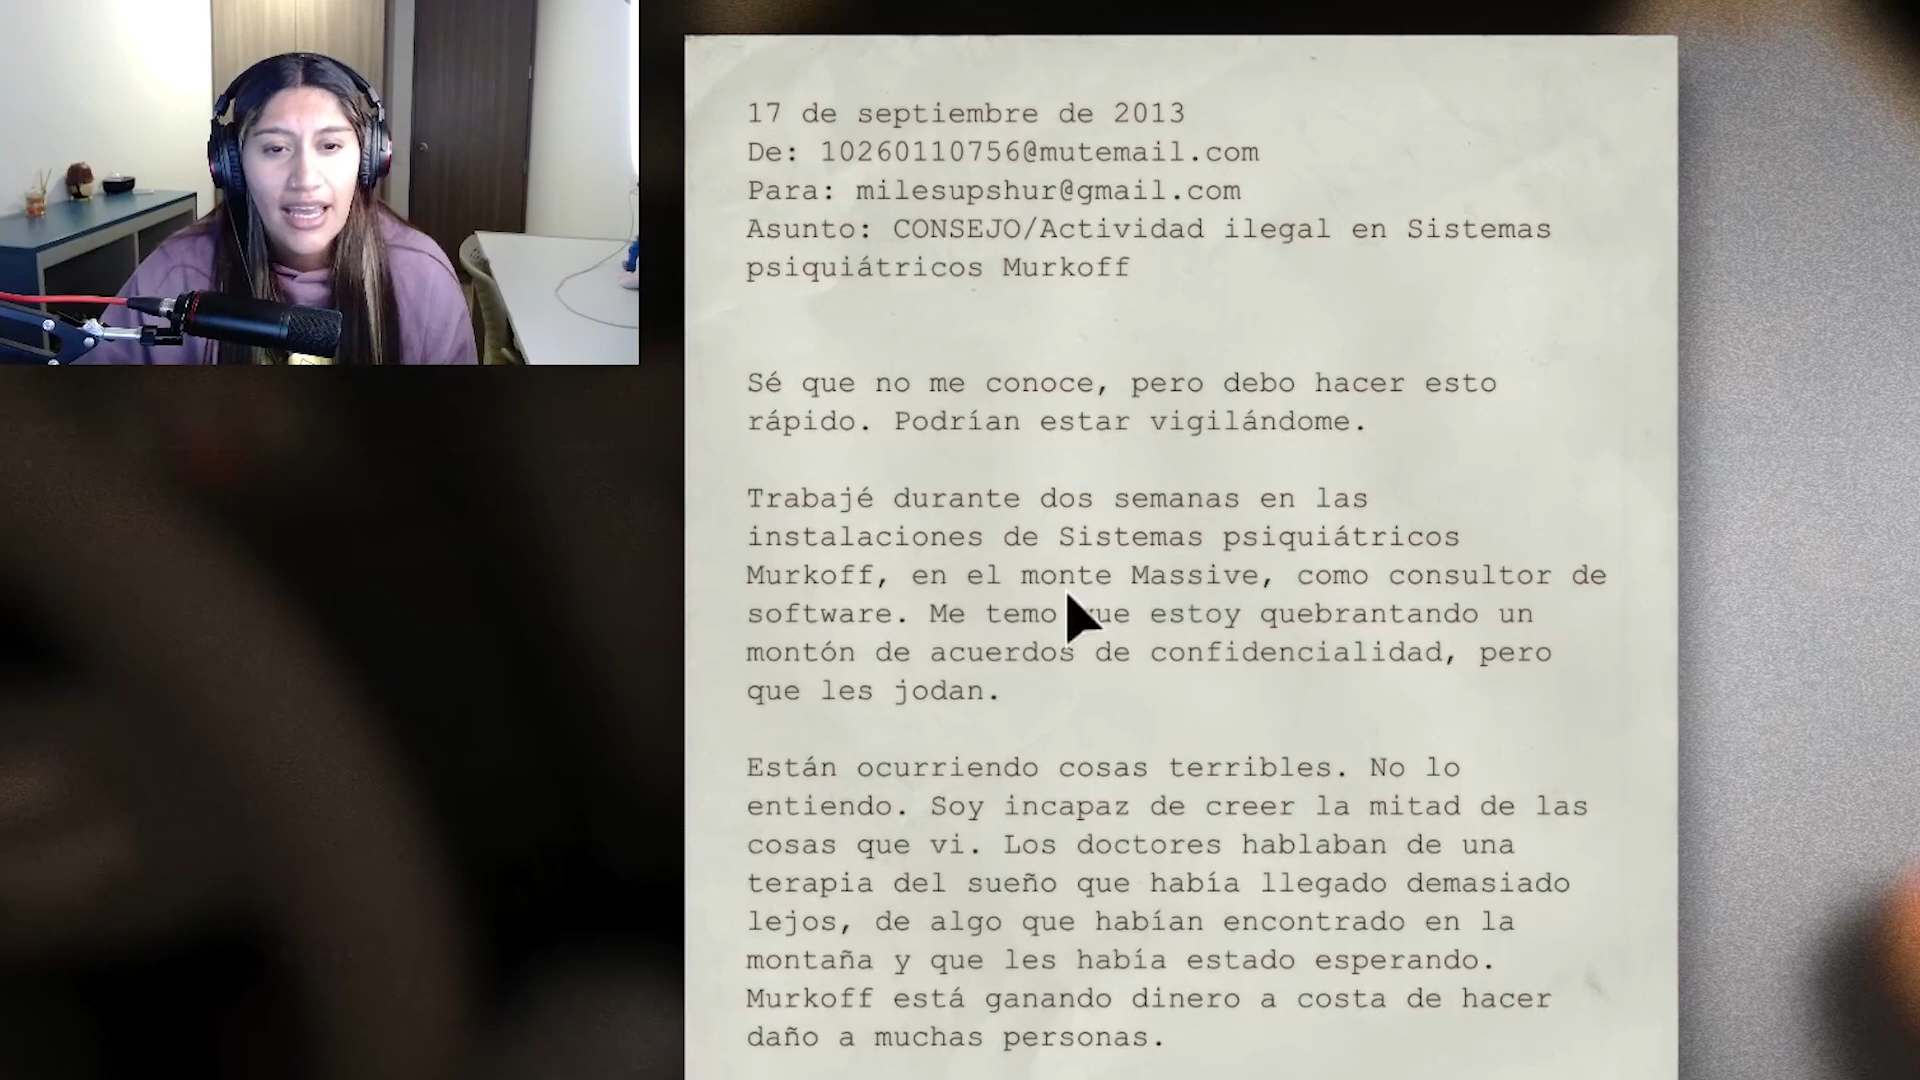 17 de septiembre de 2013
De: 10260110756@mutemail.com
Para: milesupshur@gmail.com
Asunto: CONSEJO/Actividad ilegal en Sistemas
psiquiátricos Murkoff
Sé que no me conoce, pero debo hacer esto
rápido. Podrían estar vigilándome.
Trabajé durante dos semanas en las
instalaciones de Sistemas psiquiátricos
Murkoff, en el monte Massive, como consultor de
software. Me temo que estoy quebrantando un
montón de acuerdos de confidencialidad, pero
que les jodan.
Están ocurriendo cosas terribles. No lo
entiendo. Soy incapaz de creer la mitad de las
cosas que vi. Los doctores hablaban de una
terapia del sueño que había llegado demasiado
lejos, de algo que habían encontrado en la
montaña y que les había estado esperando.
Murkoff está ganando dinero a costa de hacer
daño a muchas personas.